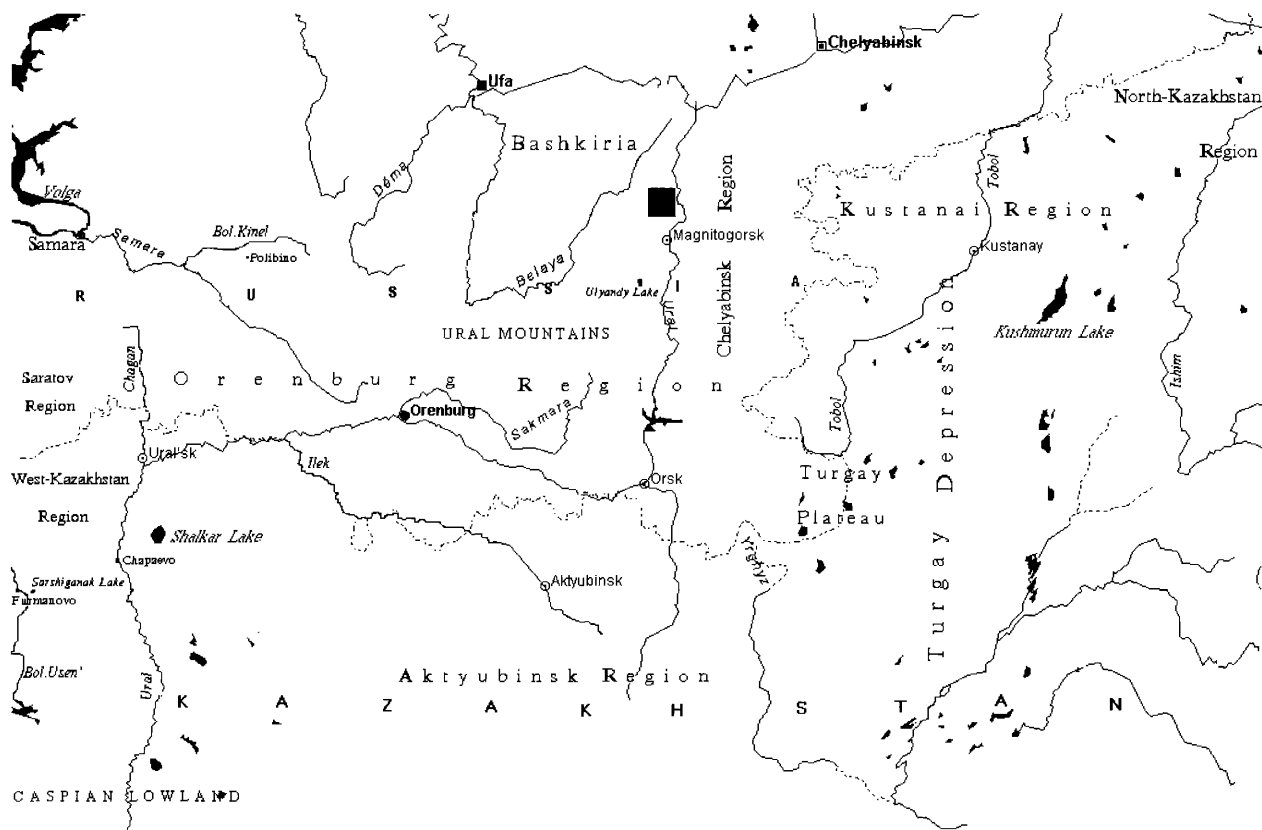 Chelyabinsk
Ufa
North-Kazakhstan
Region
Bashkiria
Tobol
Déma
Region
Volga
Kustanai Region
Samara
Samara
Bol.Kinel
Polibino
Magnitogorsk
Kustanay
Belaya
Ulyandy Lake
R U S S I A
Ural
Chelyabinsk
URAL MOUNTAINS
Kushmurun Lake
Chagan
Saratov
Region
Orenburg Region
Ishim
Orenburg
Sakmara
Tobol
Ural'sk
Ilek
West-Kazakhstan
Region
Orsk
Turgay
Plateau
Turgay Depression
Shalkar Lake
Chapaevo
Irghyz
Sarshiganak Lake
Furmanovo
Aktyubinsk
Bol.Usen'
Ural
Aktyubinsk Region
K A Z A K H S T A N
CASPIAN LOWLAND